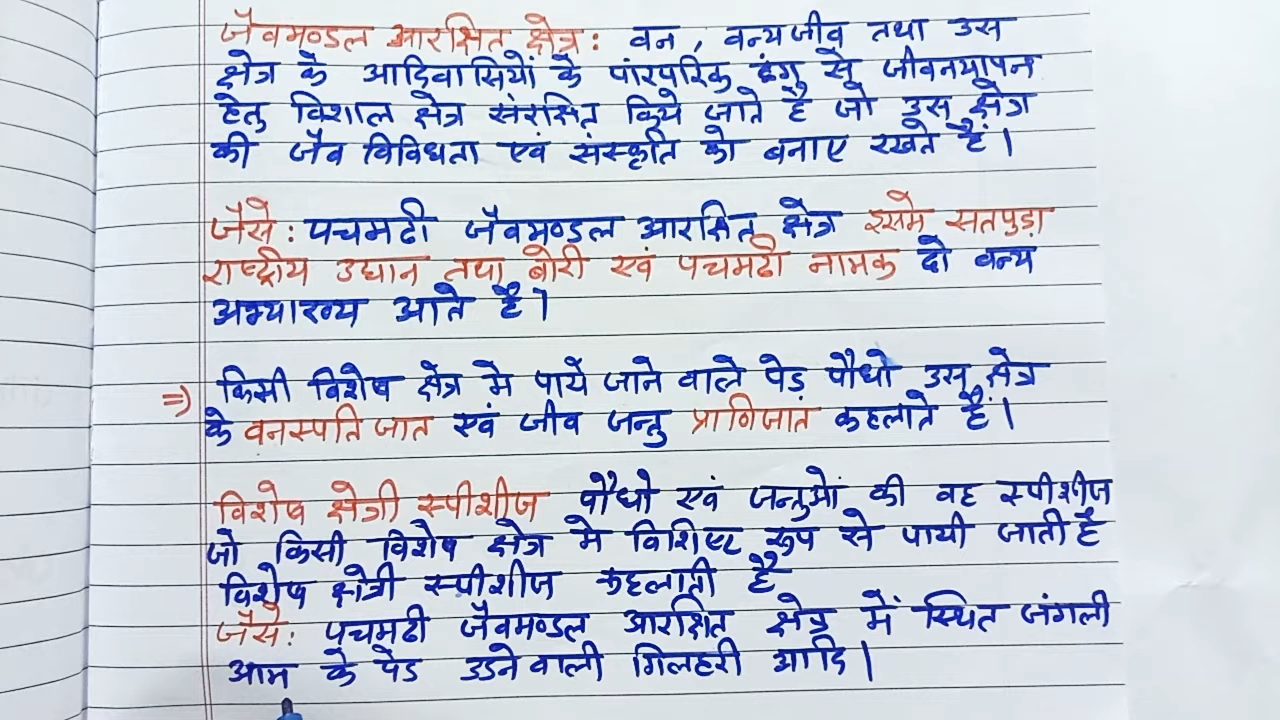 जैवमण्डल आरक्षित क्षेत्र: वन, वन्यजीव तथा उस
क्षेत्र के आदिवासियों के पांरपरिक ढंग से जीवनयापन
हेतु विशाल क्षेत्र संरक्षित किये जाते है जो उस क्षेत्र
की जैव विविधता एवं संस्कृति को बनाए रखते हैं।
जैसे: पचमढी जैवमण्डल आरक्षित क्षेत्र इसमे सतपुड़ा
राष्ट्रीय उद्यान तथा बोरी एवं पचमढी नामक दो वन्य
अभ्यारण्य आते है।
=) किसी विशेष क्षेत्र मे पाये जाने वाले पेड़ पौधो उस क्षेत्र
के वनस्पतिजात एवं जीव जन्तु प्राणिजात कहलाते हैं।
विशेष क्षेत्री स्पीशीज पौधो एवं जन्तुओं की वह स्पीशीज
जो किसी विशेष क्षेत्र मे विशिष्ट रूप से पायी जाती है
विशेष क्षेत्री स्पीशीज कहलाती है
जैसे: पचमढी जैवमण्डल आरक्षित क्षेत्र में स्थित जंगली
आम के पेड उडने वाली गिलहरी आदि।